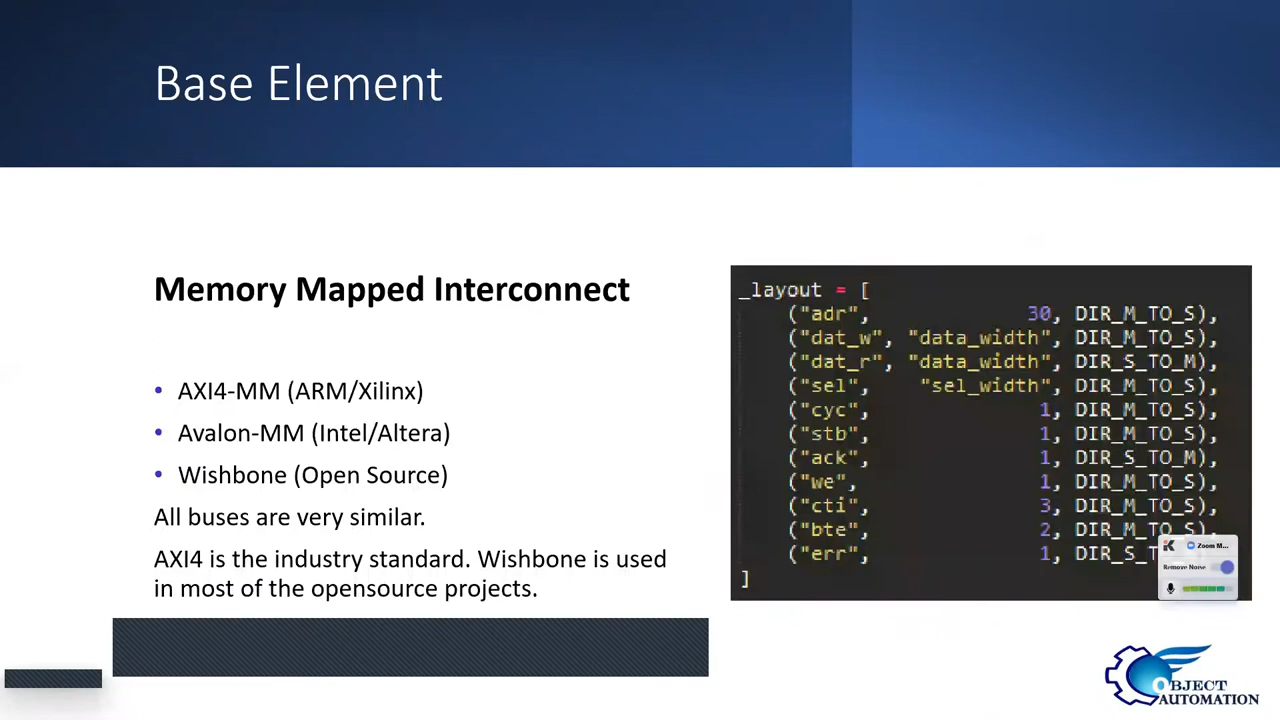 Base Element
Memory Mapped Interconnect
• AXI4-MM (ARM/Xilinx)
• Avalon-MM (Intel/Altera)
• Wishbone (Open Source)
All buses are very similar.
AXI4 is the industry standard. Wishbone is used
in most of the opensource projects.
_layout = [
("adr", 30, DIR_M_TO_S),
("dat_w", "data_width", DIR_M_TO_S),
("dat_r", "data_width", DIR_S_TO_M),
("sel", "sel_width", DIR_M_TO_S),
("cyc", 1, DIR_M_TO_S),
("stb", 1, DIR_M_TO_S),
("ack", 1, DIR_S_TO_M),
("we", 1, DIR_M_TO_S),
("cti", 3, DIR_M_TO_S),
("bte", 2, DIR_M_TO_S),
("err", 1, DIR_S_T
]
Zoom M...
Remove Noise
OBJECT
AUTOMATION